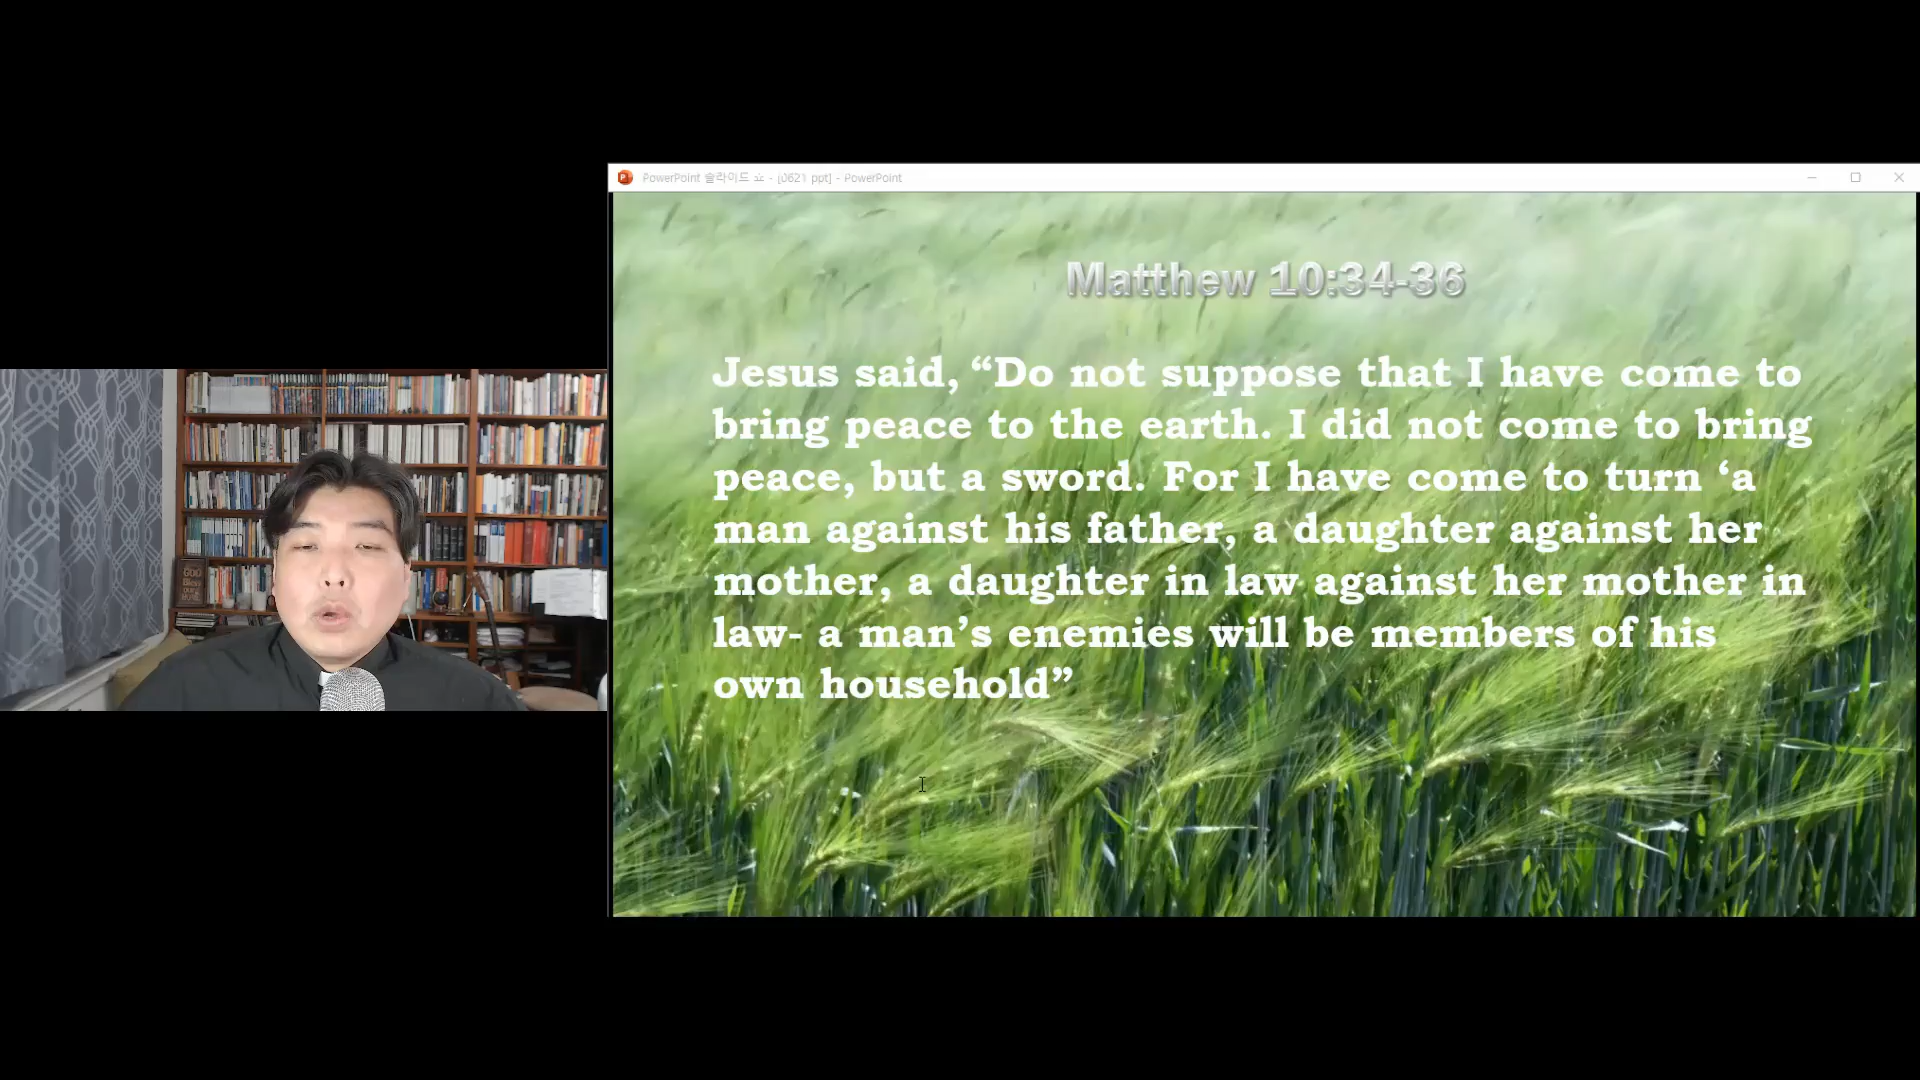 PowerPoint 슬라이드 쇼 - [0621 ppt] - PowerPoint
Matthew 10:34-36
Jesus said, “Do not suppose that I have come to
bring peace to the earth. I did not come to bring
peace, but a sword. For I have come to turn ‘a
man against his father, a daughter against her
mother, a daughter in law against her mother in
law- a man’s enemies will be members of his
own household”